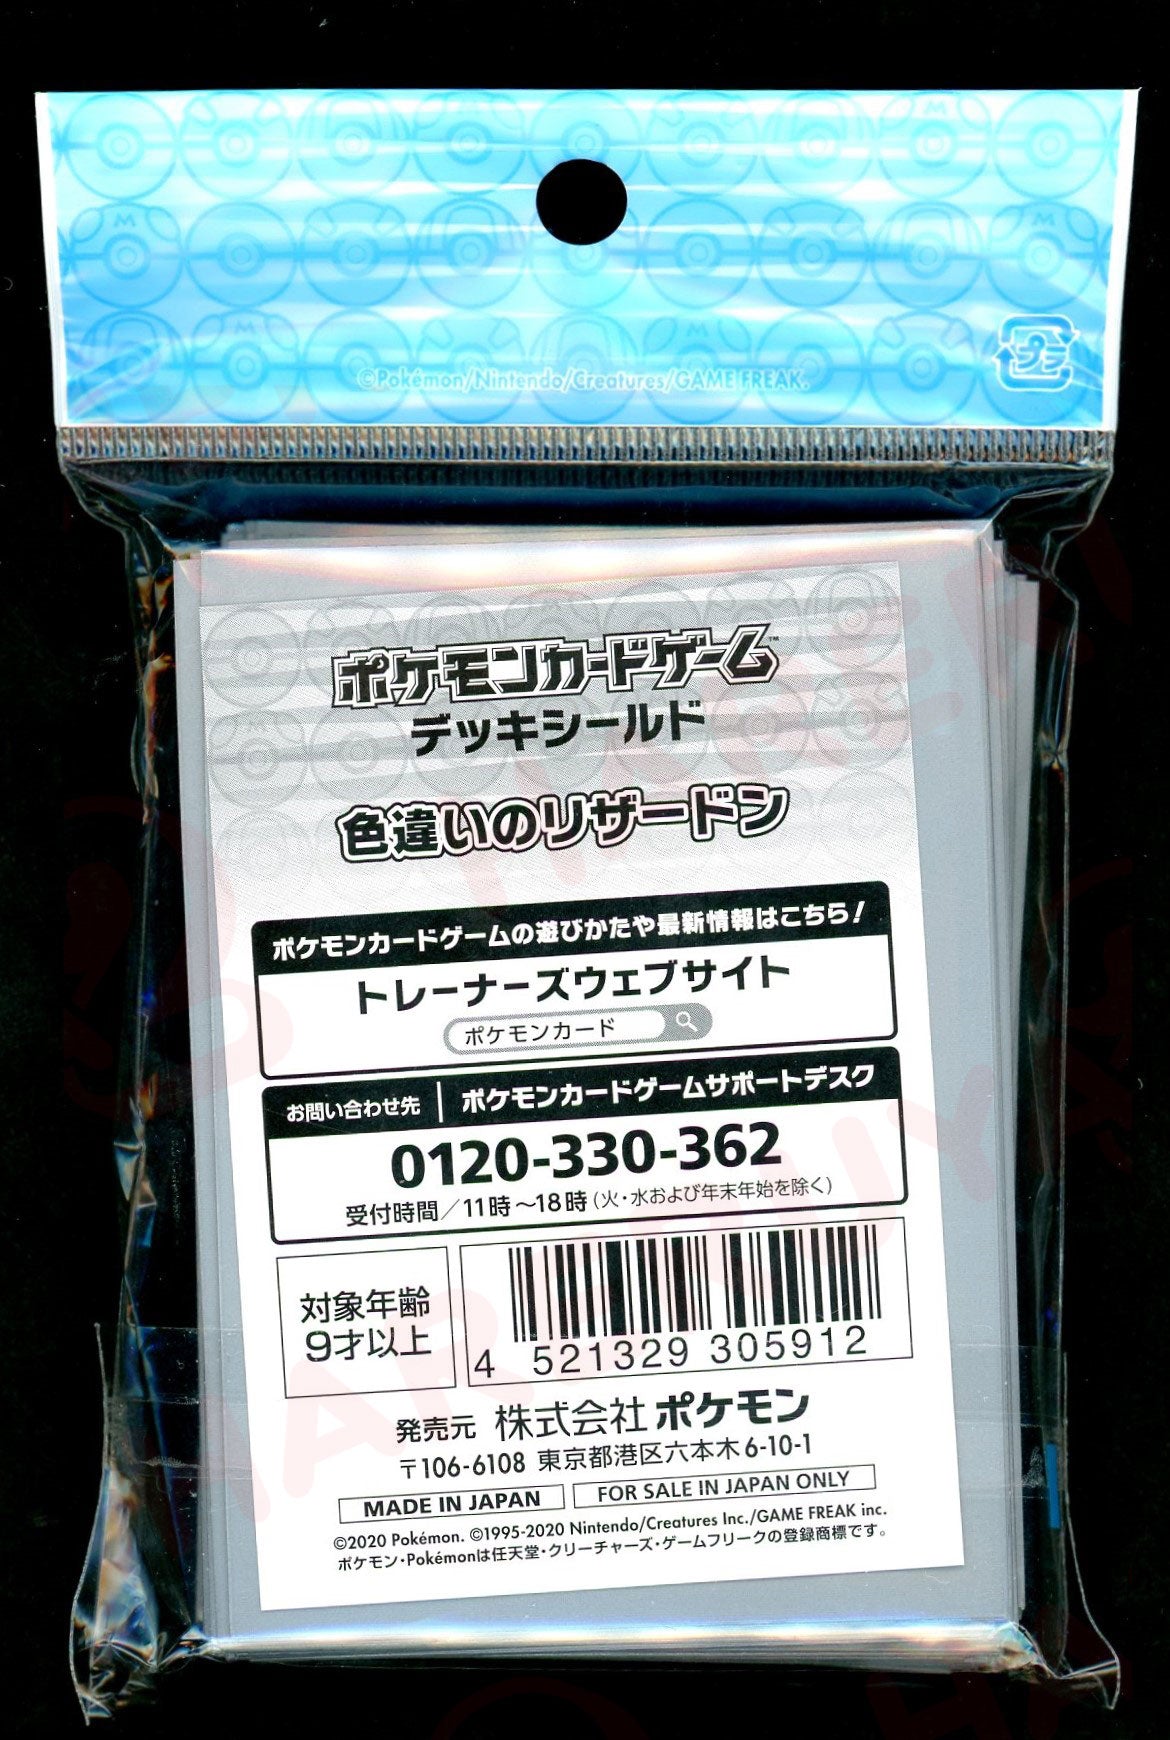 ©Pokémon/Nintendo/Creatures/GAME FREAK.
プラ
ポケモンカードゲーム™
デッキシールド
色違いのリザードン
ポケモンカードゲームの遊びかたや最新情報はこちら！
トレーナーズウェブサイト
ポケモンカード
お問い合わせ先 ポケモンカードゲームサポートデスク
0120-330-362
受付時間／11時～18時（火・水および年末年始を除く）
対象年齢
9才以上
4 521329 305912
発売元 株式会社 ポケモン
〒106-6108 東京都港区六本木6-10-1
MADE IN JAPAN FOR SALE IN JAPAN ONLY
©2020 Pokémon. ©1995-2020 Nintendo/Creatures Inc./GAME FREAK inc.
ポケモン・Pokémonは任天堂・クリーチャーズ・ゲームフリークの登録商標です。